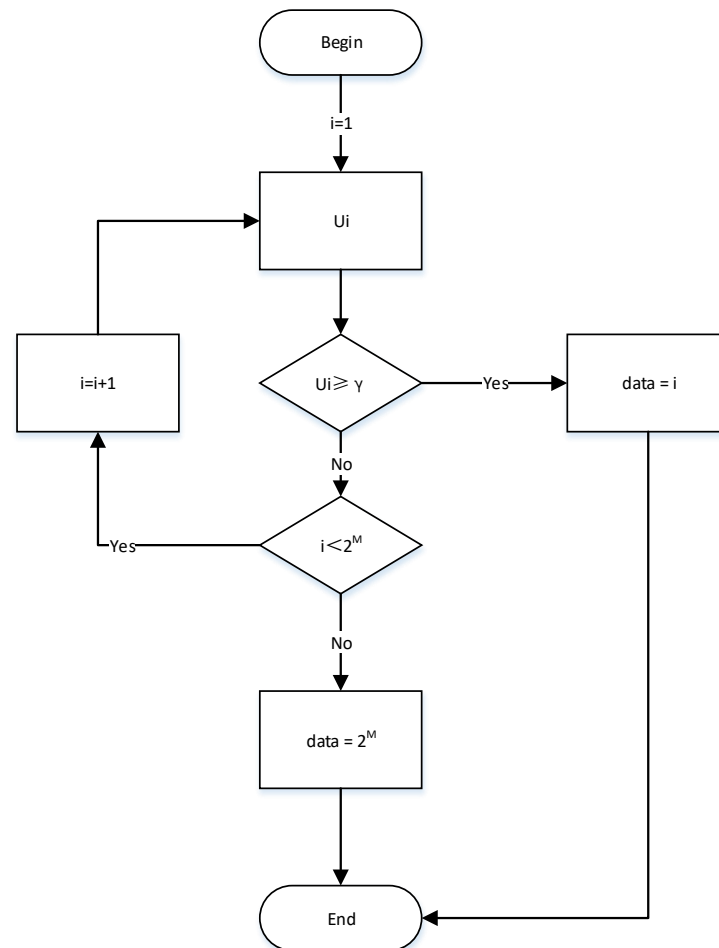 Begin
i=1
Ui
Ui≥ γ
Yes
data = i
i=i+1
No
i<2ᴹ
Yes
No
data = 2ᴹ
End